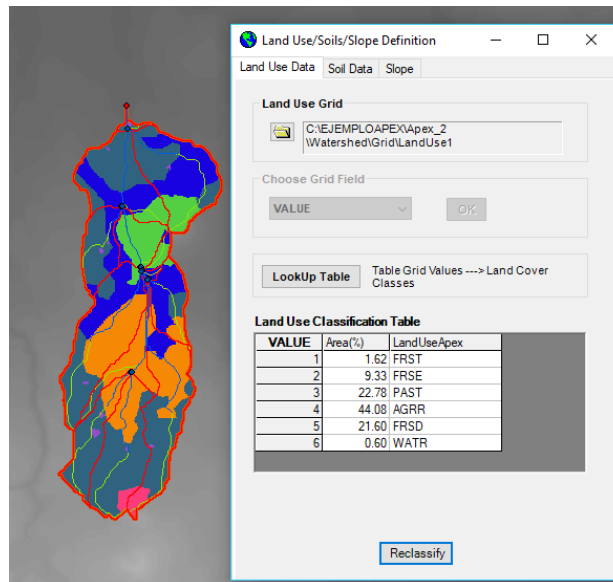 Land Use/Soils/Slope Definition
Land Use Data Soil Data Slope
Land Use Grid
C:\EJEMPLOAPEX\Apex_2
\Watershed\Grid\LandUse1
Choose Grid Field
VALUE OK
LookUp Table Table Grid Values --->Land Cover
Classes
Land Use Classification Table
VALUE Area(%) LandUseApex
1 1.62 FRST
2 9.33 FRSE
3 22.78 PAST
4 44.08 AGRR
5 21.60 FRSD
6 0.60 WATR
Reclassify